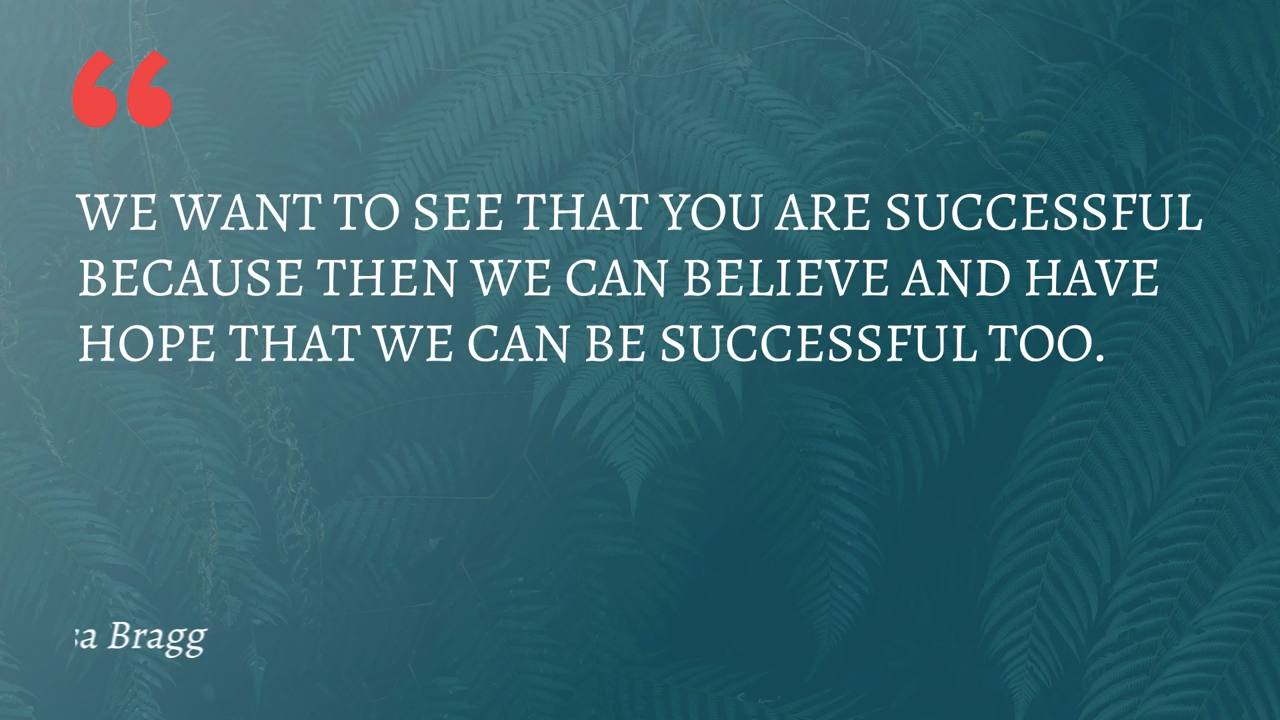 WE WANT TO SEE THAT YOU ARE SUCCESSFUL
BECAUSE THEN WE CAN BELIEVE AND HAVE
HOPE THAT WE CAN BE SUCCESSFUL TOO.
Bragg